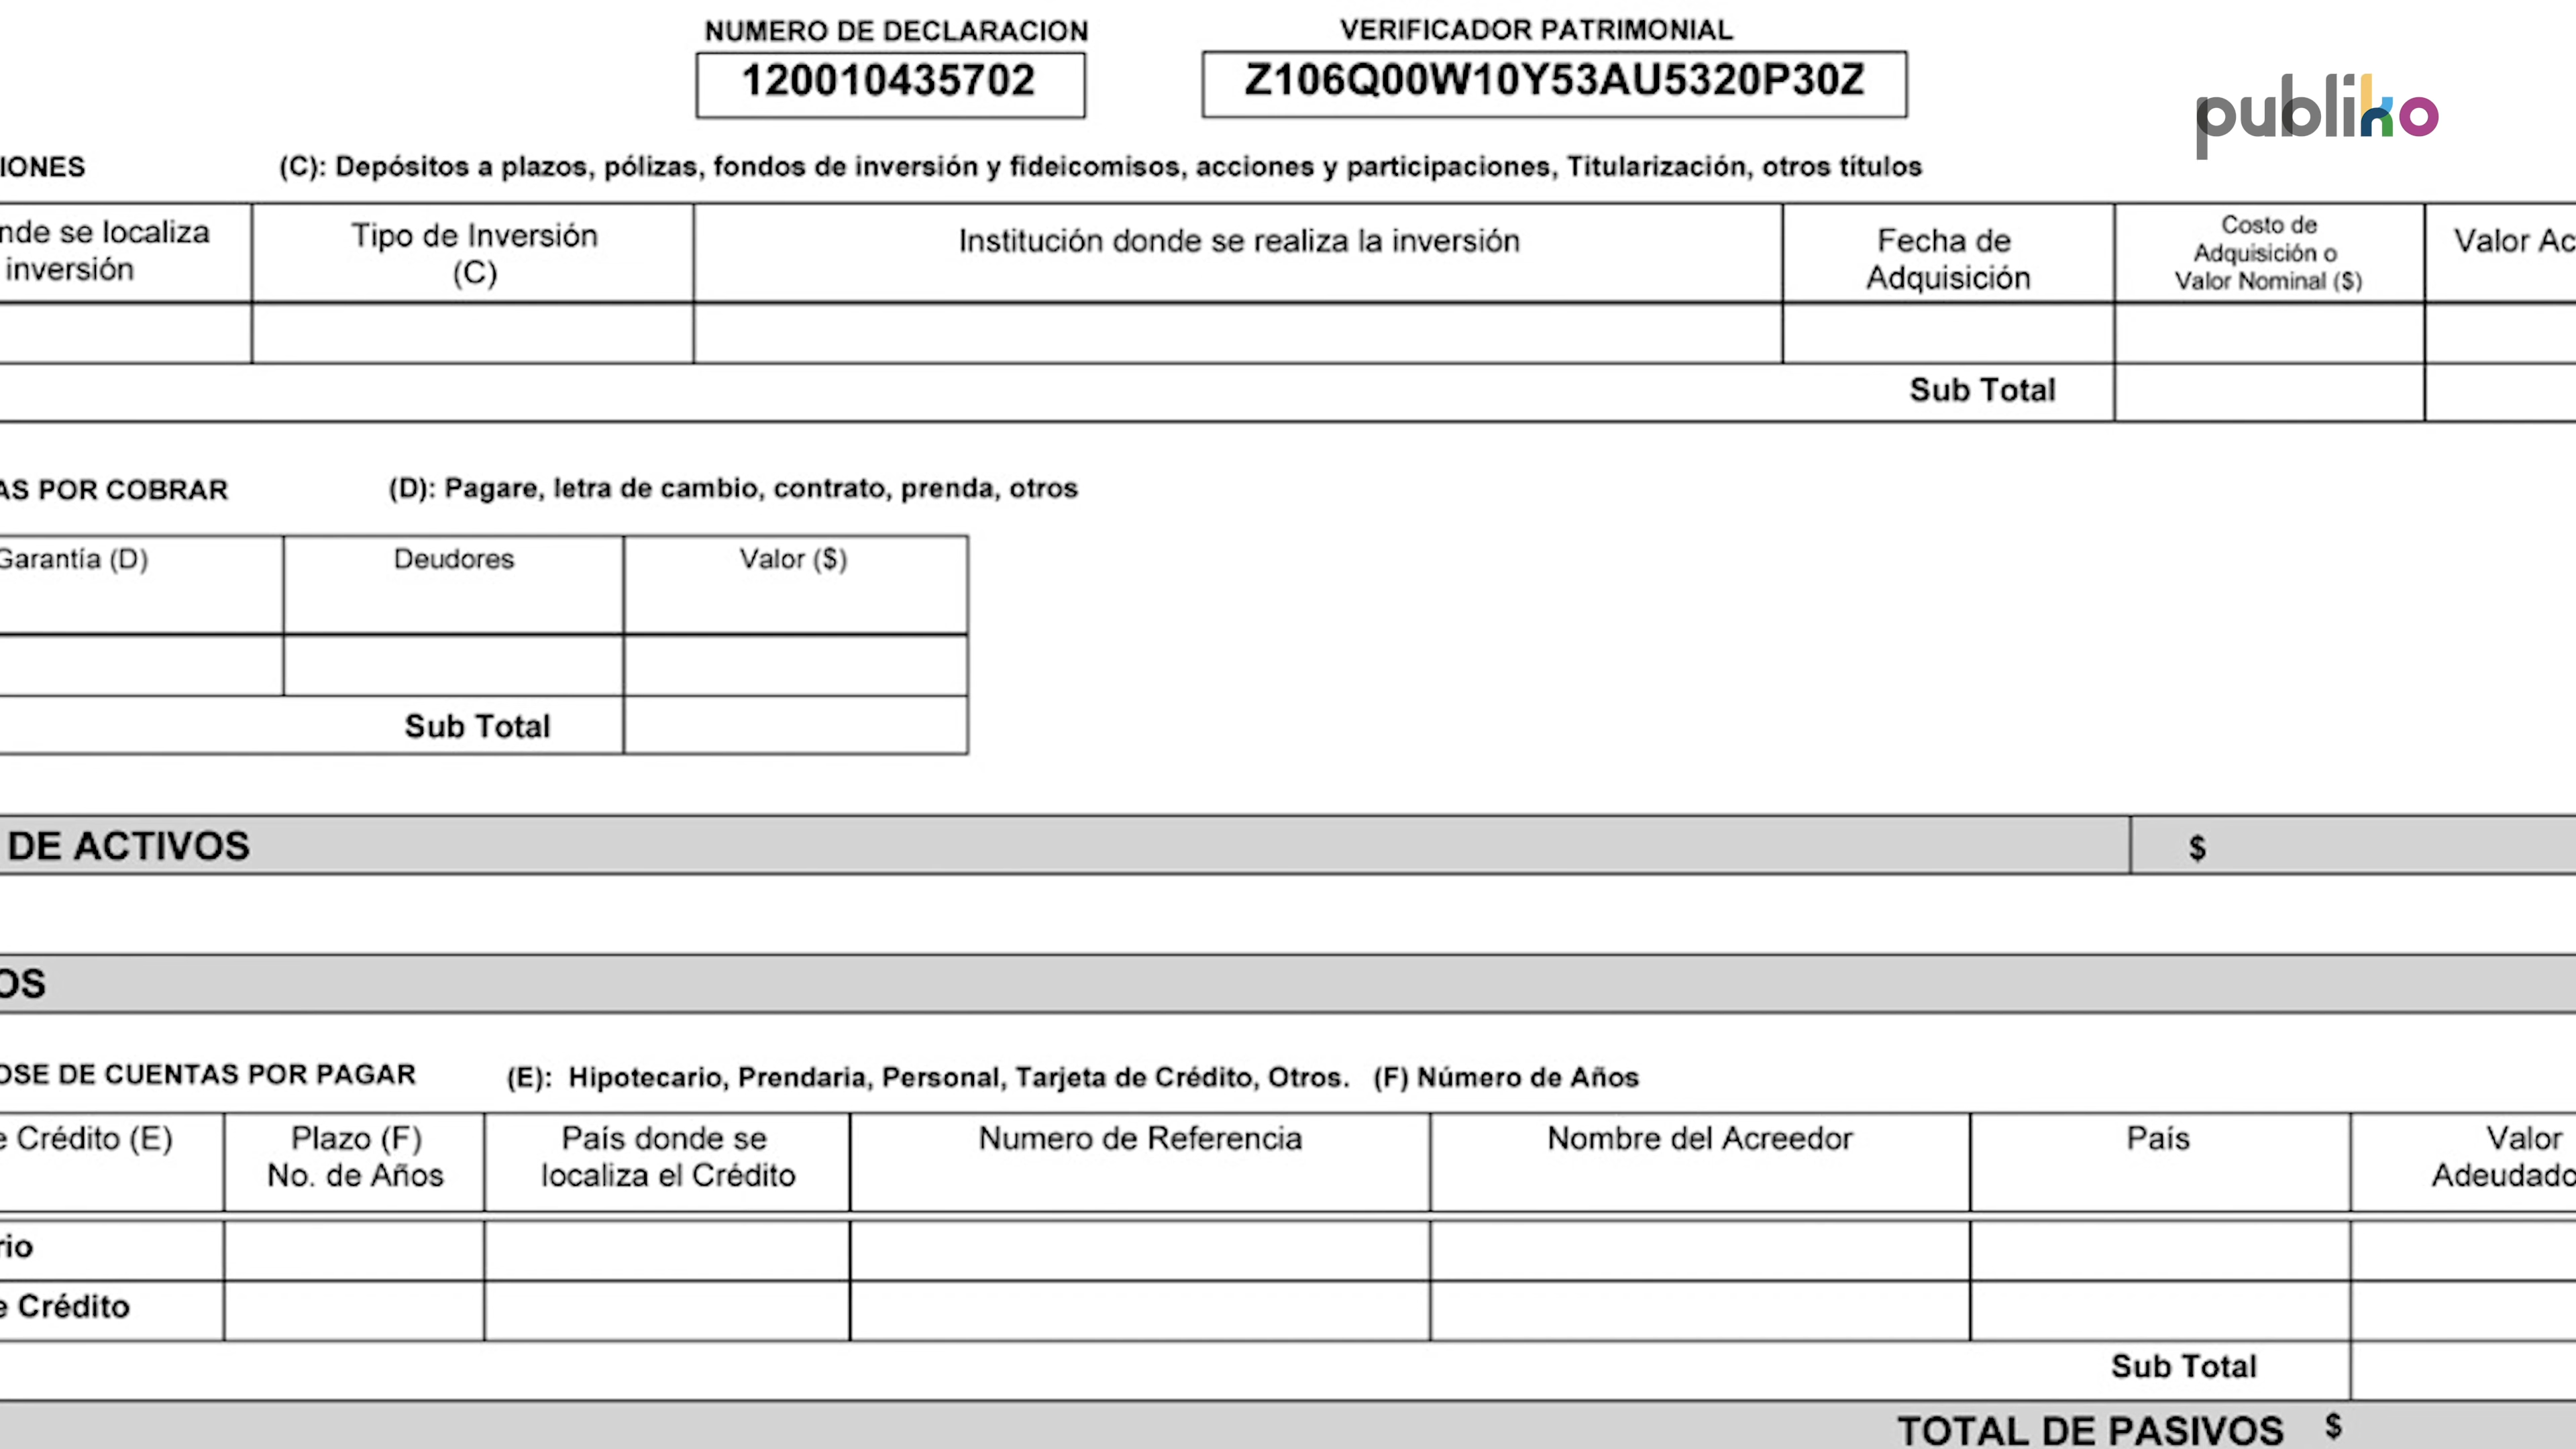 NUMERO DE DECLARACION VERIFICADOR PATRIMONIAL
120010435702 Z106Q00W10Y53AU5320P30Z
publiko
IONES (C): Depósitos a plazos, pólizas, fondos de inversión y fideicomisos, acciones y participaciones, Titularización, otros títulos
nde se localiza
inversión
Tipo de Inversión
(C)
Institución donde se realiza la inversión
Fecha de
Adquisición
Costo de
Adquisición o
Valor Nominal ($)
Valor Ac
Sub Total
AS POR COBRAR (D): Pagare, letra de cambio, contrato, prenda, otros
Garantía (D) Deudores Valor ($)
Sub Total
DE ACTIVOS $
OS
OSE DE CUENTAS POR PAGAR (E): Hipotecario, Prendaria, Personal, Tarjeta de Crédito, Otros. (F) Número de Años
e Crédito (E)
Plazo (F)
No. de Años
País donde se
localiza el Crédito
Numero de Referencia
Nombre del Acreedor
País
Valor
Adeudado
rio
e Crédito
Sub Total
TOTAL DE PASIVOS $